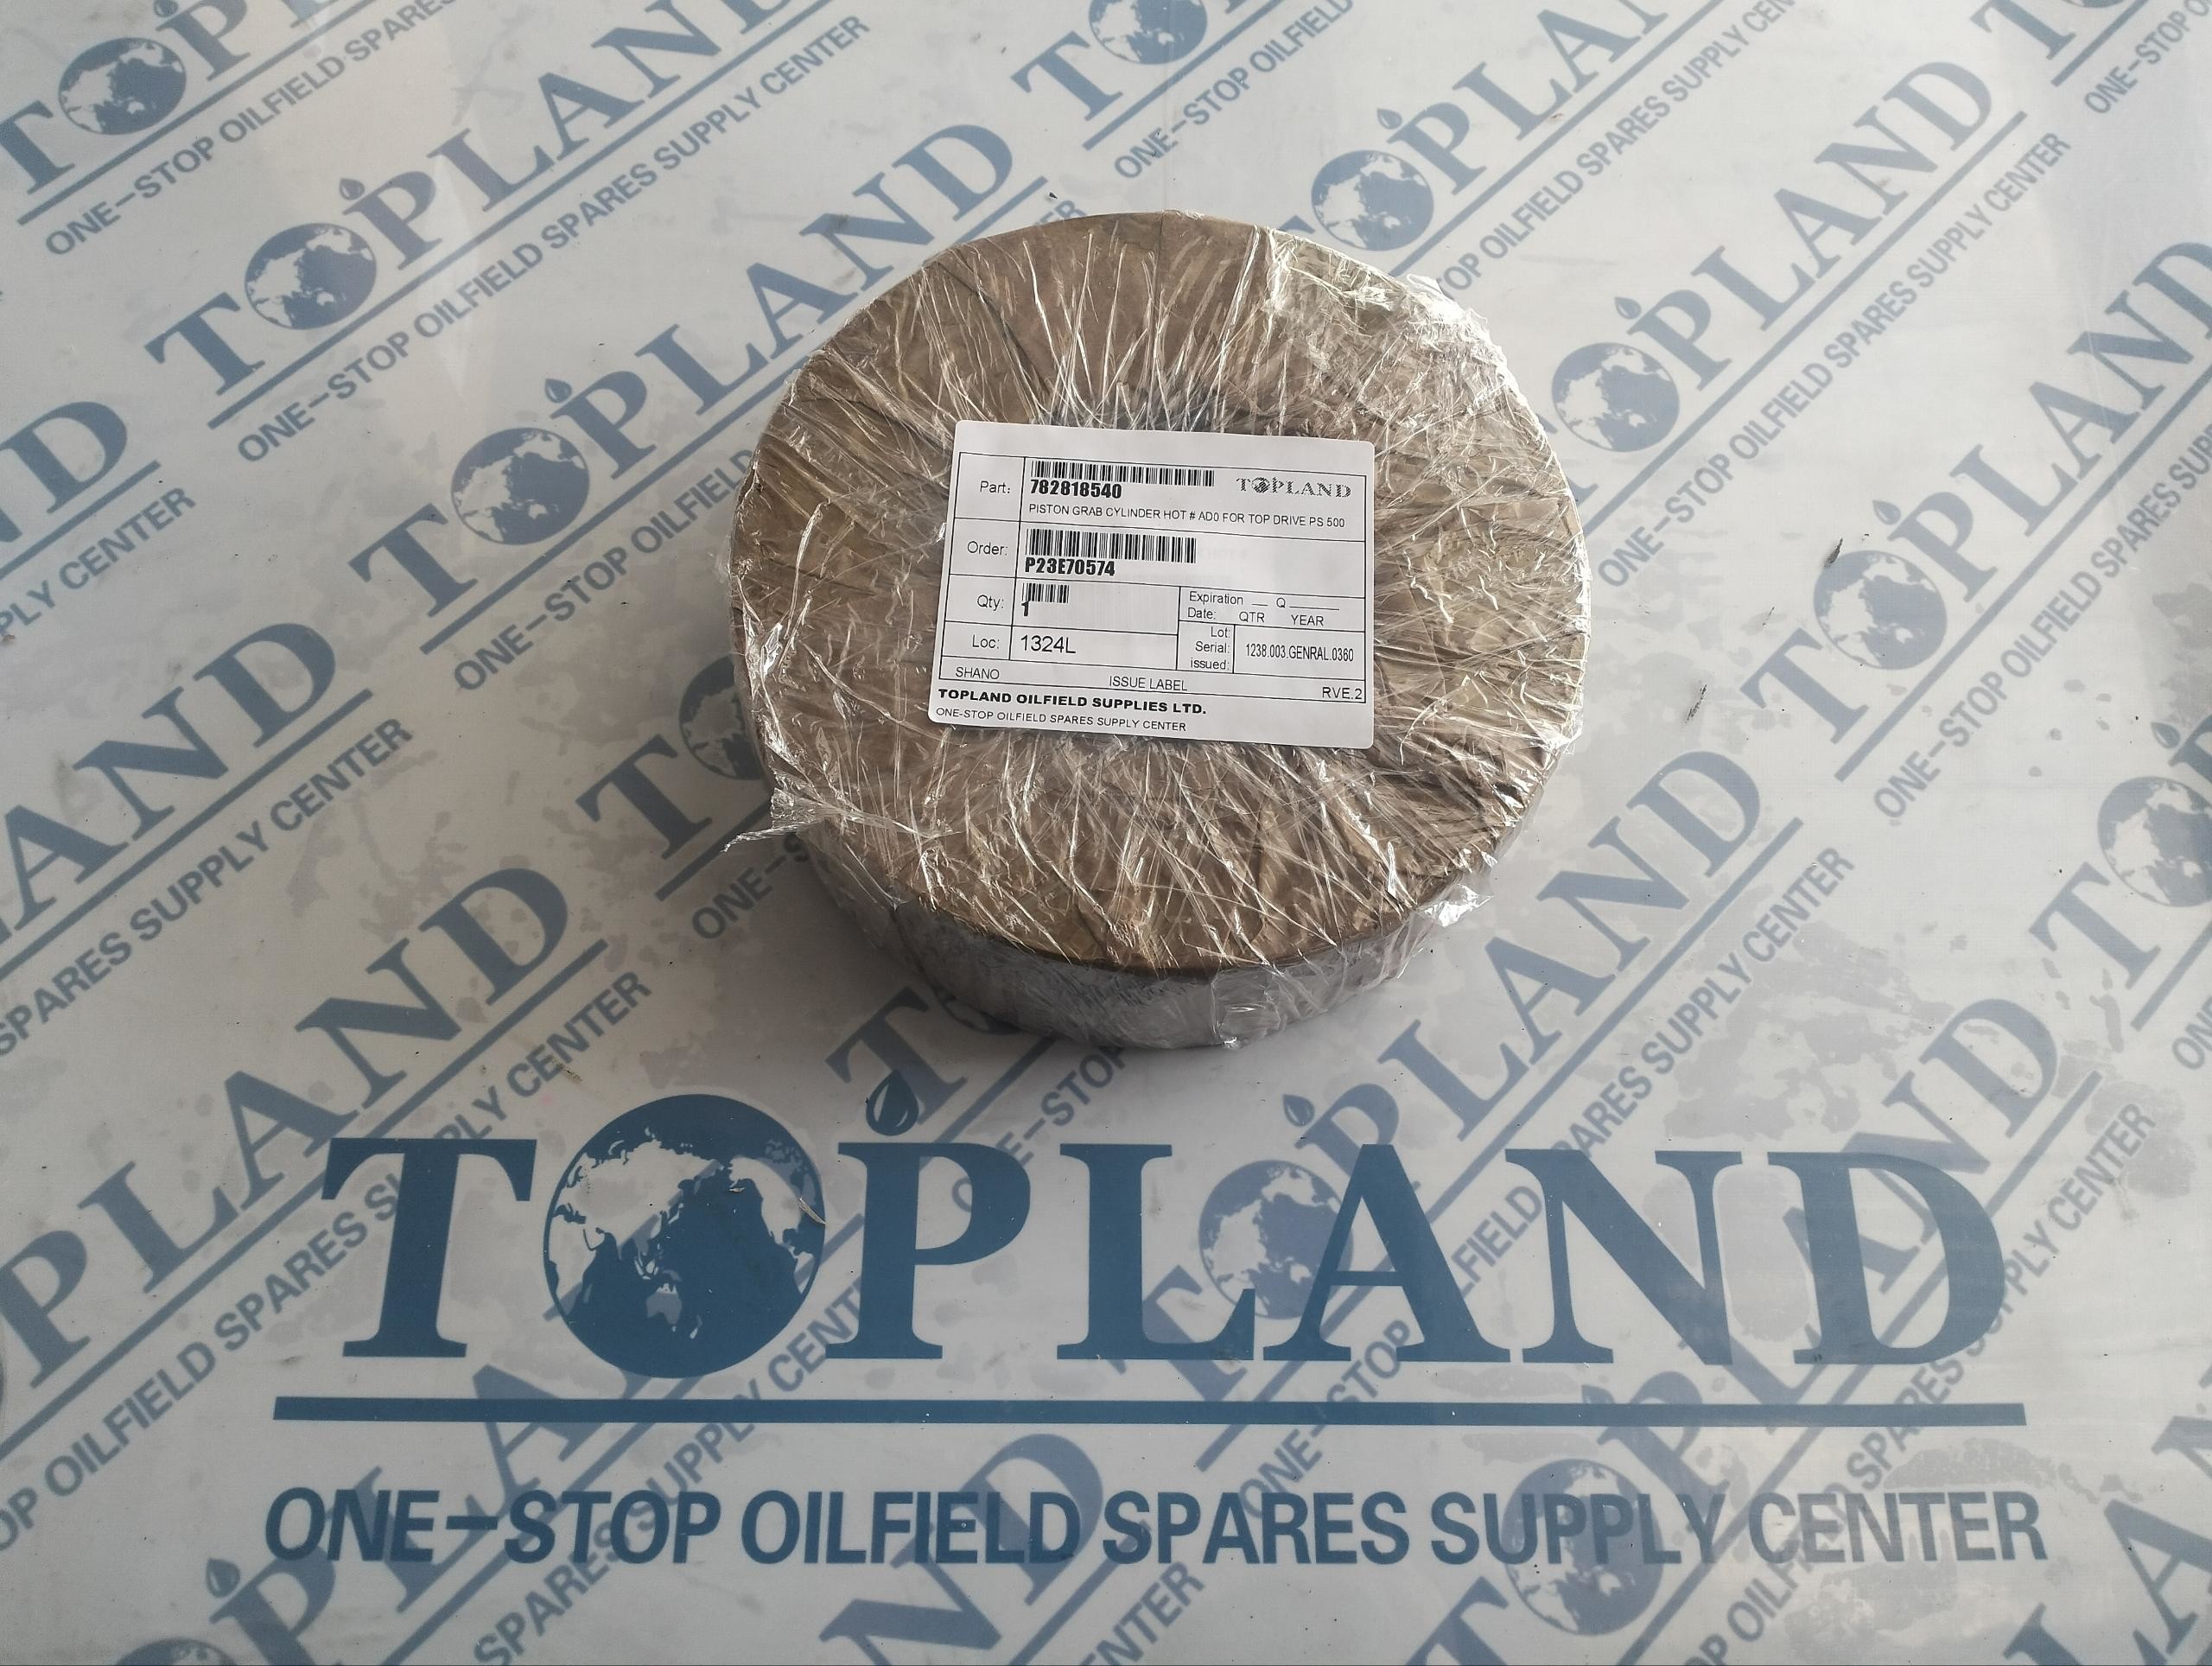 Part:
782818540
TOPLAND
PISTON GRAB CYLINDER HOT # AD0 FOR TOP DRIVE PS 500
Order:
P23E70574
Qty:
1
Expiration __ Q ______
Date: QTR YEAR
Loc: 1324L
Lot:
Serial: 1238.003.GENRAL.0360
issued:
SHANO ISSUE LABEL RVE.2
TOPLAND OILFIELD SUPPLIES LTD.
ONE-STOP OILFIELD SPARES SUPPLY CENTER
TOPLAND
ONE-STOP OILFIELD SPARES SUPPLY CENTER